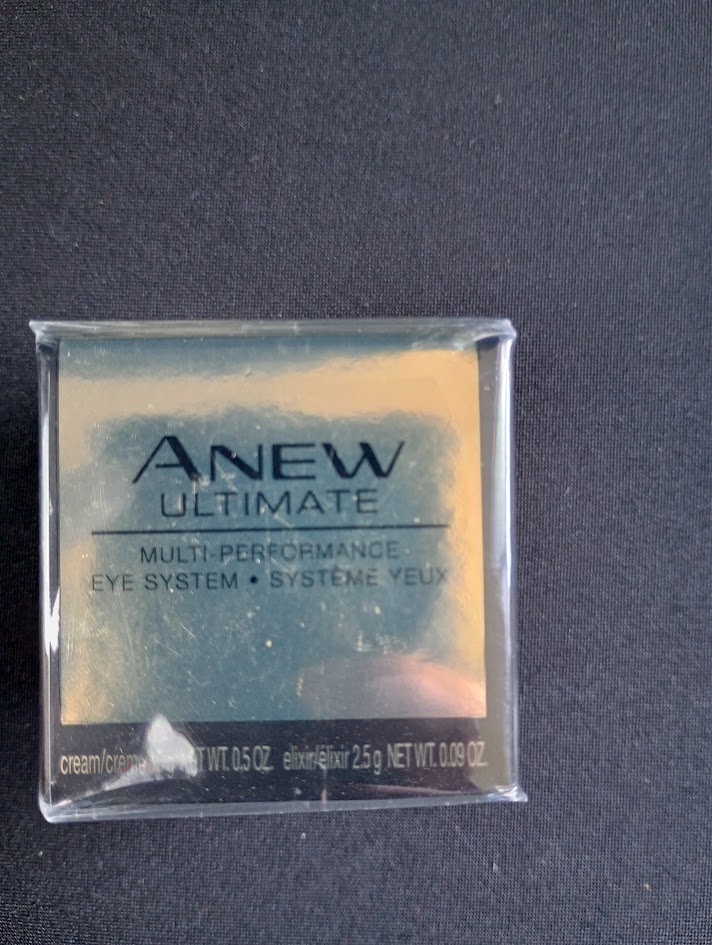 ANEW
ULTIMATE
MULTI-PERFORMANCE
EYE SYSTEM • SYSTÈME YEUX
cream/crème WT. 0.5 OZ. elixir/élixir 2.5 g NET WT. 0.09 OZ.